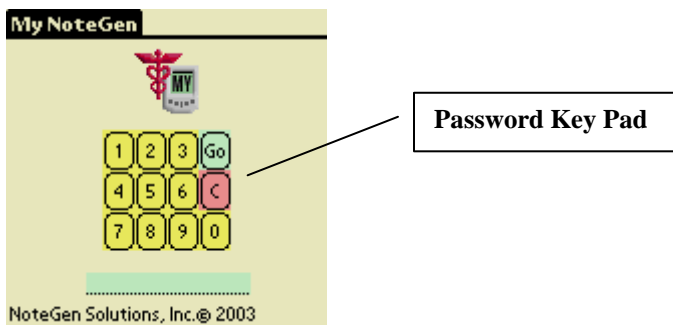 My NoteGen
MY
Password Key Pad
1 2 3 Go
4 5 6 C
7 8 9 0
NoteGen Solutions, Inc.© 2003